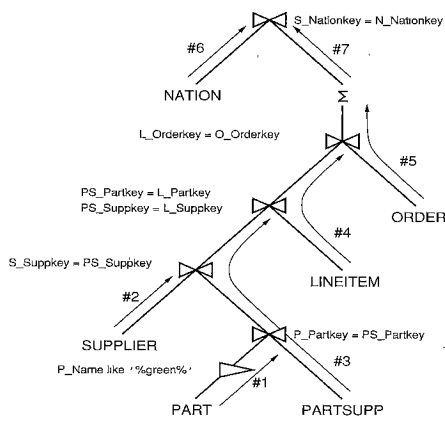 S_Nationkey = N_Nationkey
#6
#7
NATION
Σ
L_Orderkey = O_Orderkey
#5
PS_Partkey = L_Partkey
PS_Suppkey = L_Suppkey
ORDER
#4
S_Suppkey = PS_Suppkey
LINEITEM
#2
SUPPLIER
P_Partkey = PS_Partkey
P_Name like '%green%'
#3
#1
PART
PARTSUPP